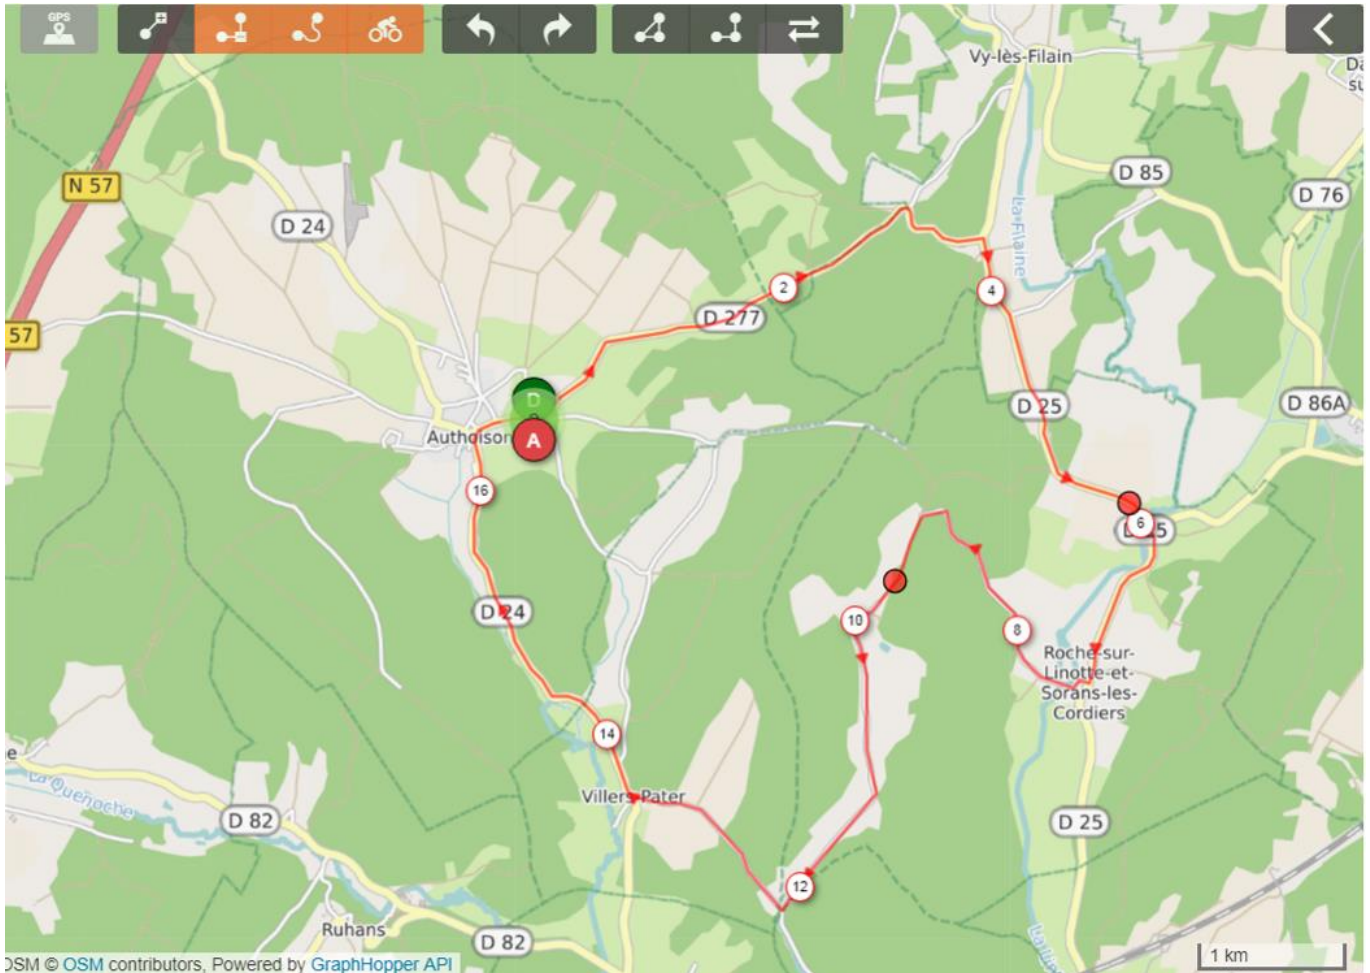 GPS
Vy-lès-Filain
D 85
D 76
N 57
D 24
La Filaine
2
4
D 277
57
D 86A
D 25
D
A
Authoison
16
6
D 24
10
8
Roche-sur-
Linotte-et-
Sorans-les-
Cordiers
14
e
La Quenoche
Villers-Pater
D 82
D 25
12
Ruhans
D 82
1 km
OSM © OSM contributors, Powered by GraphHopper API